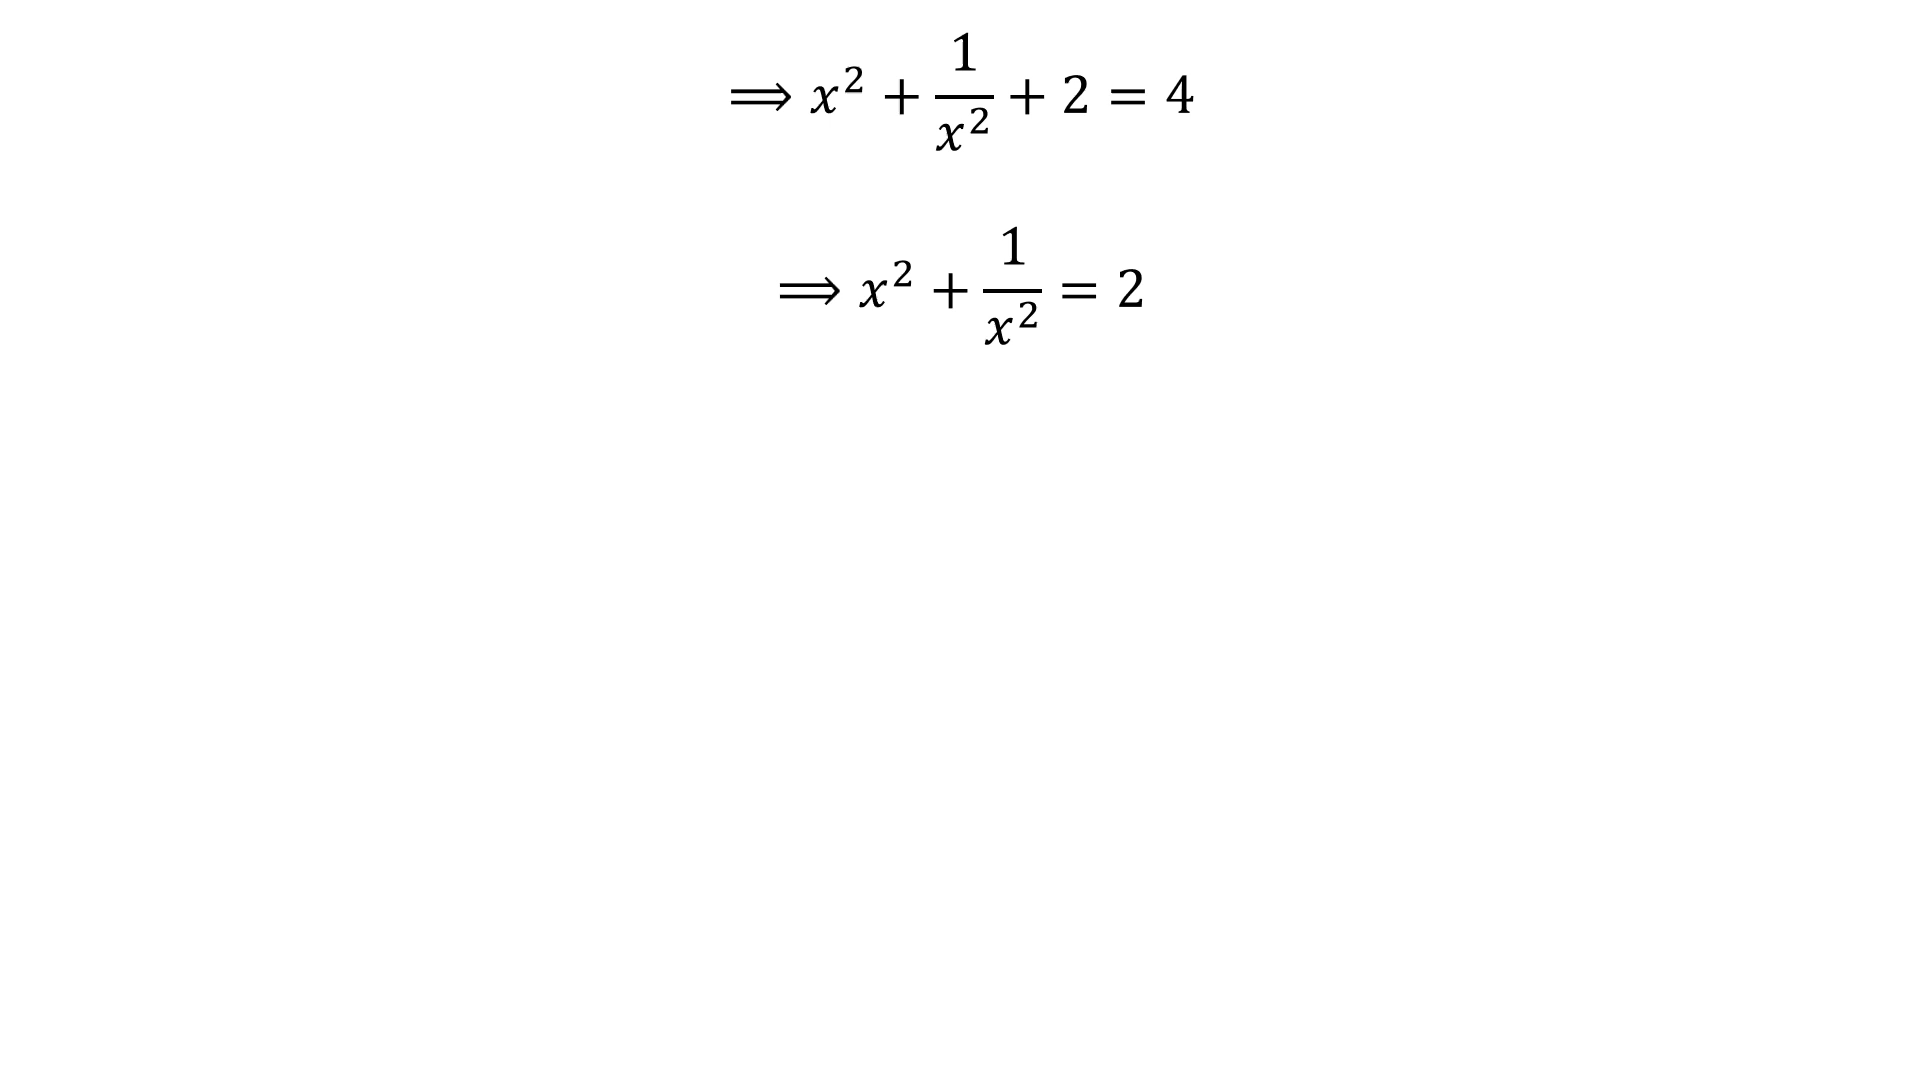 ⟹ x² + 1/x² + 2 = 4
⟹ x² + 1/x² = 2